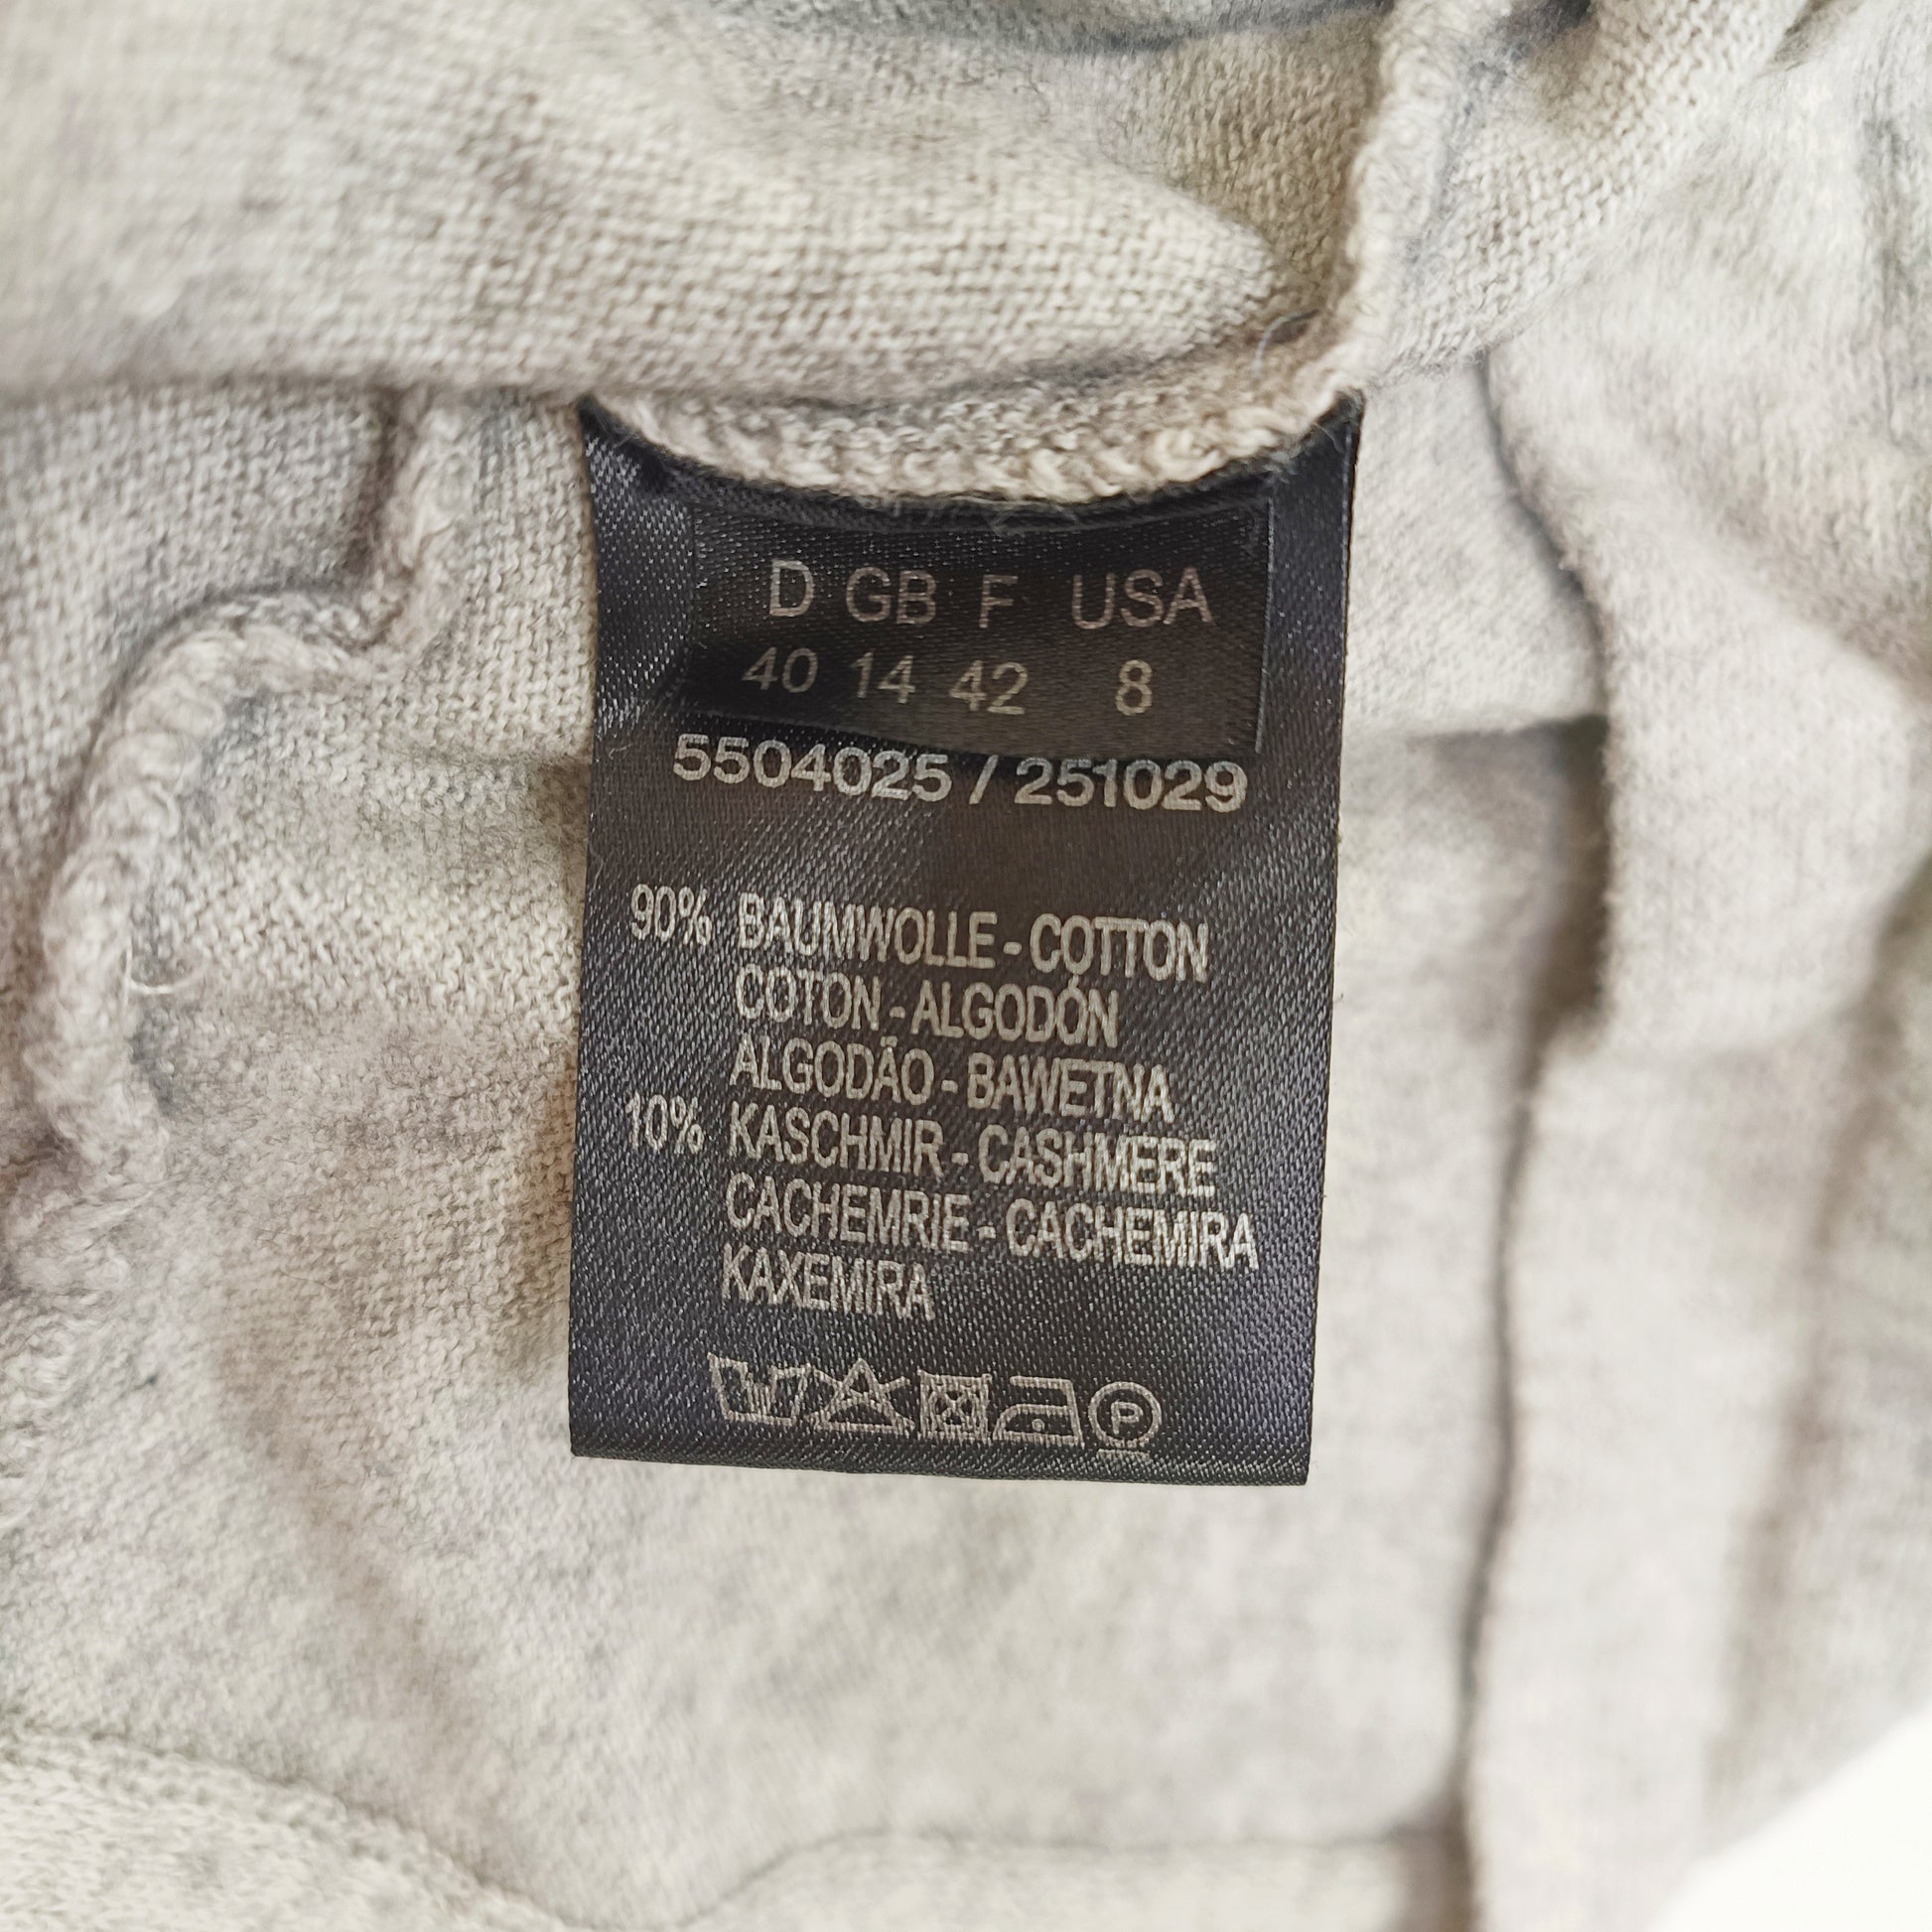 D GB F USA
40 14 42 8
5504025 / 251029
90% BAUMWOLLE - COTTON
COTON - ALGODÓN
ALGODÃO - BAWETNA
10% KASCHMIR - CASHMERE
CACHEMRIE - CACHEMIRA
KAXEMIRA
P